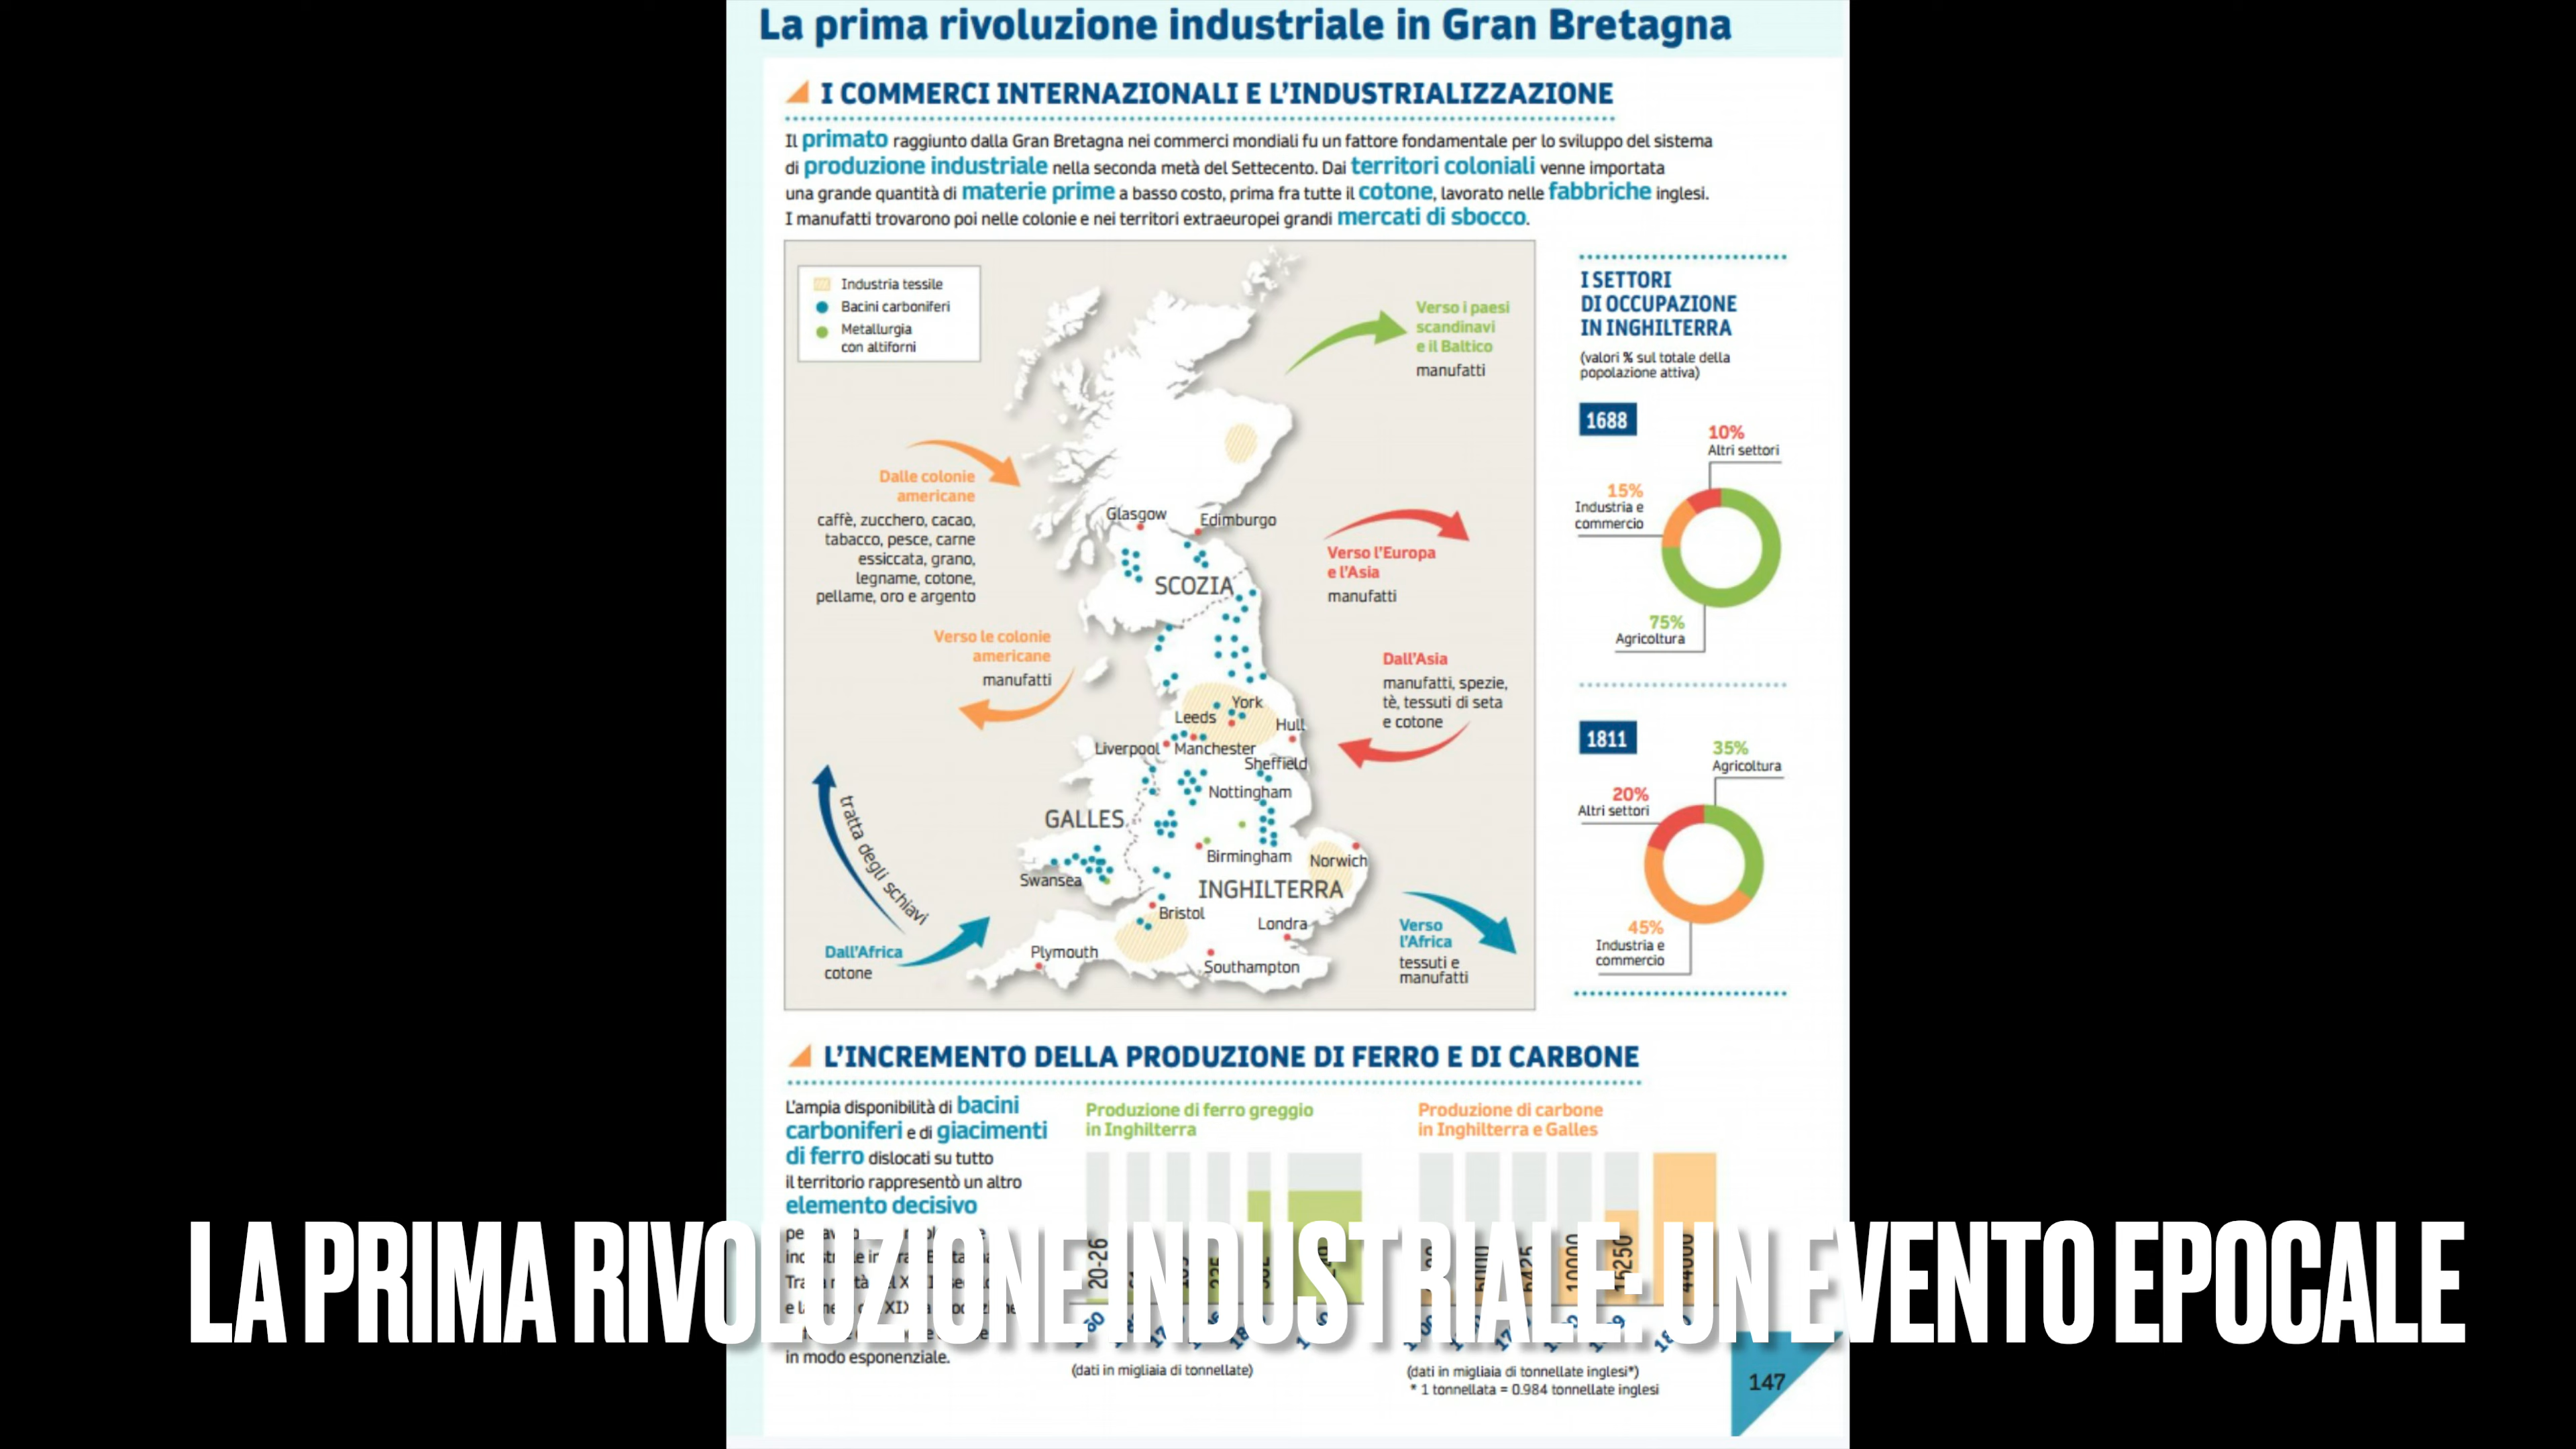 La prima rivoluzione industriale in Gran Bretagna
I COMMERCI INTERNAZIONALI E L'INDUSTRIALIZZAZIONE
Il primato raggiunto dalla Gran Bretagna nei commerci mondiali fu un fattore fondamentale per lo sviluppo del sistema
di produzione industriale nella seconda metà del Settecento. Dai territori coloniali venne importata
una grande quantità di materie prime a basso costo, prima fra tutte il cotone, lavorato nelle fabbriche inglesi.
I manufatti trovarono poi nelle colonie e nei territori extraeuropei grandi mercati di sbocco.
Industria tessile
Bacini carboniferi
Metallurgia
con altiforni
Verso i paesi
scandinavi
e il Baltico
manufatti
Dalle colonie
americane
caffè, zucchero, cacao,
tabacco, pesce, carne
essiccata, grano,
legname, cotone,
pellame, oro e argento
Glasgow
Edimburgo
SCOZIA
Verso l'Europa
e l'Asia
manufatti
Verso le colonie
americane
manufatti
Dall'Asia
manufatti, spezie,
tè, tessuti di seta
e cotone
York
Leeds
Hull
Liverpool
Manchester
Sheffield
Nottingham
GALLES
tratta degli schiavi
Birmingham
Norwich
Swansea
INGHILTERRA
Bristol
Londra
Plymouth
Southampton
Dall'Africa
cotone
Verso
l'Africa
tessuti e
manufatti
I SETTORI
DI OCCUPAZIONE
IN INGHILTERRA
(valori % sul totale della
popolazione attiva)
1688
10%
Altri settori
15%
Industria e
commercio
75%
Agricoltura
1811
35%
Agricoltura
20%
Altri settori
45%
Industria e
commercio
L'INCREMENTO DELLA PRODUZIONE DI FERRO E DI CARBONE
L'ampia disponibilità di bacini
carboniferi e di giacimenti
di ferro dislocati su tutto
il territorio rappresentò un altro
elemento decisivo
in modo esponenziale.
Produzione di ferro greggio
in Inghilterra
20-26
(dati in migliaia di tonnellate)
Produzione di carbone
in Inghilterra e Galles
10000
15250
44000
(dati in migliaia di tonnellate inglesi*)
* 1 tonnellata = 0.984 tonnellate inglesi
147
LA PRIMA RIVOLUZIONE INDUSTRIALE: UN EVENTO EPOCALE